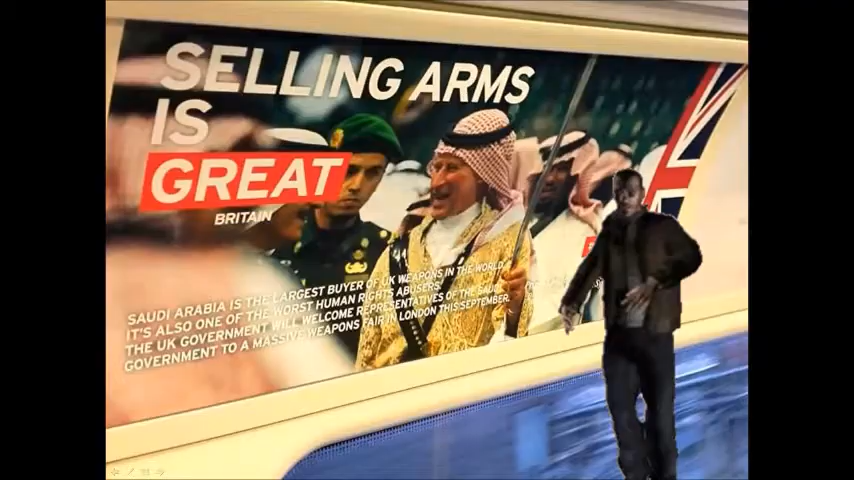 SELLING ARMS
IS
GREAT
BRITAIN
SAUDI ARABIA IS THE LARGEST BUYER OF UK WEAPONS IN THE WORLD.
IT'S ALSO ONE OF THE WORST HUMAN RIGHTS ABUSERS.
THE UK GOVERNMENT WILL WELCOME REPRESENTATIVES OF THE SAUDI
GOVERNMENT TO A MASSIVE WEAPONS FAIR IN LONDON THIS SEPTEMBER.